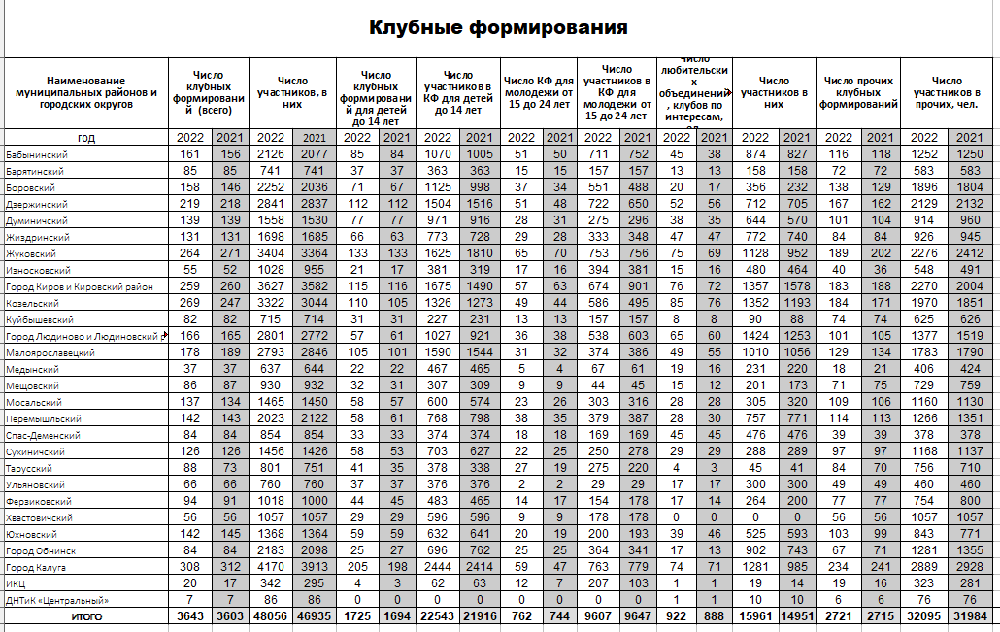 Клубные формирования
Наименование муниципальных районов и городских округов | Число клубных формировани й (всего) | Число участников, в них | Число клубных формировани й для детей до 14 лет | Число участников в КФ для детей до 14 лет | Число КФ для молодежи от 15 до 24 лет | Число участников в КФ для молодежи от 15 до 24 лет | Число любительски х объединений , клубов по интересам, | Число участников в них | Число прочих клубных формирований | Число участников в прочих, чел.
год 2022 2021 2022 2021 2022 2021 2022 2021 2022 2021 2022 2021 2022 2021 2022 2021 2022 2021 2022 2021
Бабынинский 161 156 2126 2077 85 84 1070 1005 51 50 711 752 45 38 874 827 116 118 1252 1250
Барятинский 85 85 741 741 37 37 363 363 15 15 157 157 13 13 158 158 72 72 583 583
Боровский 158 146 2252 2036 71 67 1125 998 37 34 551 488 20 17 356 232 138 129 1896 1804
Дзержинский 219 218 2841 2837 112 112 1504 1516 51 48 722 650 52 56 712 705 167 162 2129 2132
Думиничский 139 139 1558 1530 77 77 971 916 28 31 275 296 38 35 644 570 101 104 914 960
Жиздринский 131 131 1698 1685 66 63 773 728 29 28 333 348 47 47 772 740 84 84 926 945
Жуковский 264 271 3404 3364 133 133 1625 1810 65 70 753 756 75 69 1128 952 189 202 2276 2412
Износковский 55 52 1028 955 21 17 381 319 17 16 394 381 15 16 480 464 40 36 548 491
Город Киров и Кировский район 259 260 3627 3582 115 116 1675 1490 57 63 674 901 76 72 1357 1578 183 188 2270 2004
Козельский 269 247 3322 3044 110 105 1326 1273 49 44 586 495 85 76 1352 1193 184 171 1970 1851
Куйбышевский 82 82 715 714 31 31 227 231 13 13 157 157 8 8 90 88 74 74 625 626
Город Людиново и Людиновский р 166 165 2801 2772 57 61 1027 921 36 38 538 603 65 60 1424 1253 101 105 1377 1519
Малоярославецкий 178 189 2793 2846 105 101 1590 1544 31 32 374 386 49 55 1010 1056 129 134 1783 1790
Медынский 37 37 637 644 22 22 467 465 5 4 67 61 19 16 231 220 18 21 406 424
Мещовский 86 87 930 932 32 31 307 309 9 9 44 45 15 12 201 173 71 75 729 759
Мосальский 137 134 1465 1450 58 57 600 574 23 26 303 316 28 28 305 320 109 106 1160 1130
Перемышльский 142 143 2023 2122 58 61 768 798 38 35 379 387 28 30 757 771 114 113 1266 1351
Спас-Деменский 84 84 854 854 33 33 374 374 18 18 169 169 45 45 476 476 39 39 378 378
Сухиничский 126 126 1456 1426 58 53 703 627 22 25 250 278 29 29 288 289 97 97 1168 1137
Тарусский 88 73 801 751 41 35 378 338 27 19 275 220 4 3 45 41 84 70 756 710
Ульяновский 66 66 760 760 37 37 376 376 2 2 29 29 17 17 300 300 49 49 460 460
Ферзиковский 94 91 1018 1000 44 45 483 465 14 17 154 178 17 14 264 200 77 77 754 800
Хвастовичский 56 56 1057 1057 29 29 596 596 9 9 178 178 0 0 0 0 56 56 1057 1057
Юхновский 142 145 1368 1364 59 59 632 641 20 19 200 193 39 46 525 593 103 99 843 771
Город Обнинск 84 84 2183 2098 25 27 696 762 25 25 364 341 17 13 902 743 67 71 1281 1355
Город Калуга 308 312 4170 3913 205 198 2444 2414 59 47 763 779 74 71 1281 985 234 241 2889 2928
ИКЦ 20 17 342 295 4 3 62 63 12 7 207 103 1 1 19 14 19 16 323 281
ДНТиК «Центральный» 7 7 86 86 0 0 0 0 0 0 0 0 1 1 10 10 6 6 76 76
ИТОГО 3643 3603 48056 46935 1725 1694 22543 21916 762 744 9607 9647 922 888 15961 14951 2721 2715 32095 31984